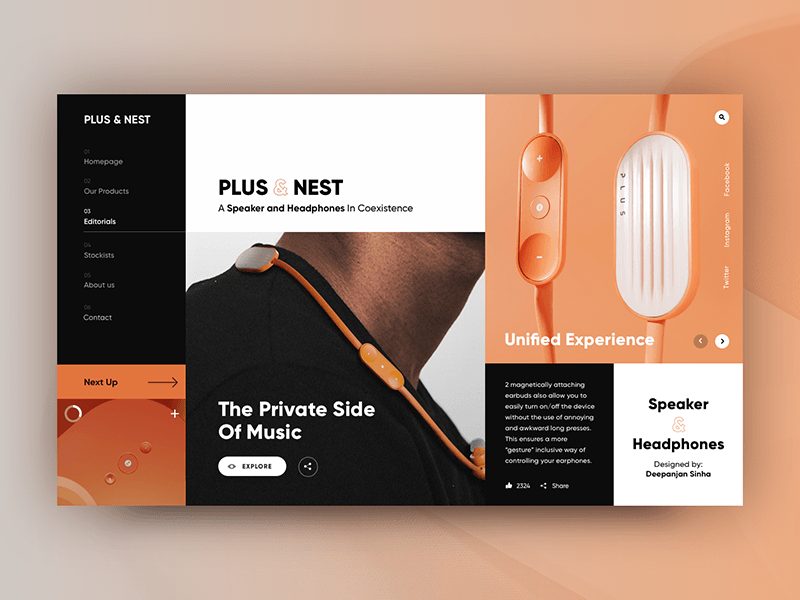 PLUS & NEST
01
Homepage
02
Our Products
03
Editorials
04
Stockists
05
About us
06
Contact
Next Up
PLUS & NEST
A Speaker and Headphones In Coexistence
The Private Side
Of Music
EXPLORE
PLUS
Facebook
Instagram
Twitter
Unified Experience
2 magnetically attaching
earbuds also allow you to
easily turn on/off the device
without the use of annoying
and awkward long presses.
This ensures a more
"gesture" inclusive way of
controlling your earphones.
2324
Share
Speaker
&
Headphones
Designed by:
Deepanjan Sinha